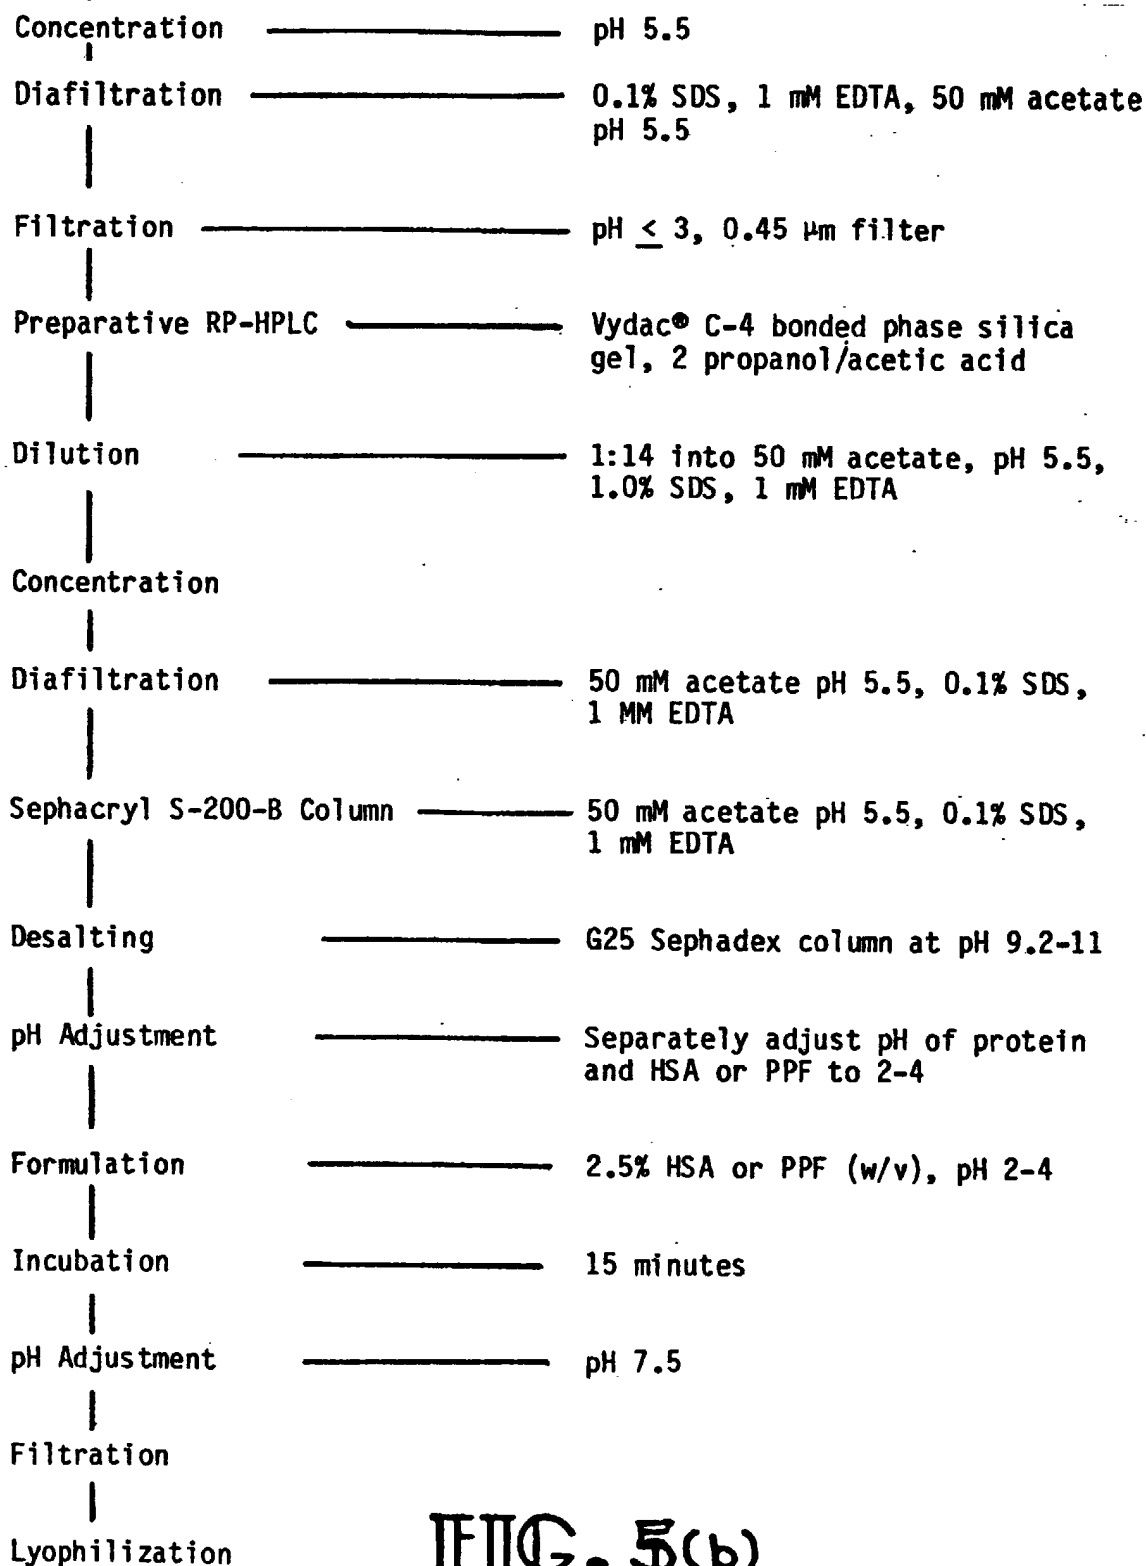 Concentration pH 5.5
Diafiltration 0.1% SDS, 1 mM EDTA, 50 mM acetate
pH 5.5
Filtration pH ≤ 3, 0.45 µm filter
Preparative RP-HPLC Vydac® C-4 bonded phase silica
gel, 2 propanol/acetic acid
Dilution 1:14 into 50 mM acetate, pH 5.5,
1.0% SDS, 1 mM EDTA
Concentration
Diafiltration 50 mM acetate pH 5.5, 0.1% SDS,
1 MM EDTA
Sephacryl S-200-B Column 50 mM acetate pH 5.5, 0.1% SDS,
1 mM EDTA
Desalting G25 Sephadex column at pH 9.2-11
pH Adjustment Separately adjust pH of protein
and HSA or PPF to 2-4
Formulation 2.5% HSA or PPF (w/v), pH 2-4
Incubation 15 minutes
pH Adjustment pH 7.5
Filtration
Lyophilization
FIG. 5(b)